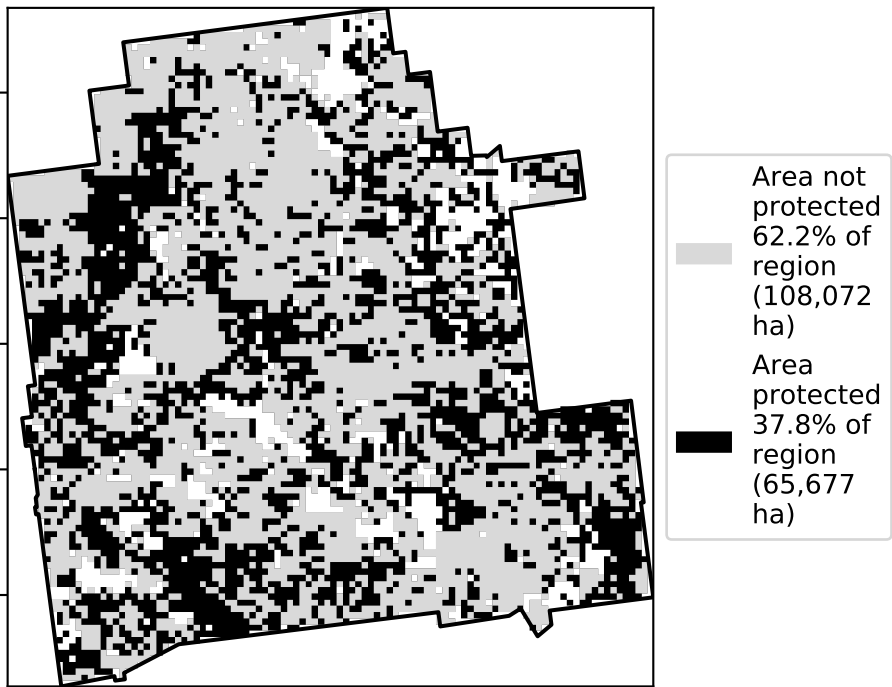 Area not
protected
62.2% of
region
(108,072
ha)
Area
protected
37.8% of
region
(65,677
ha)